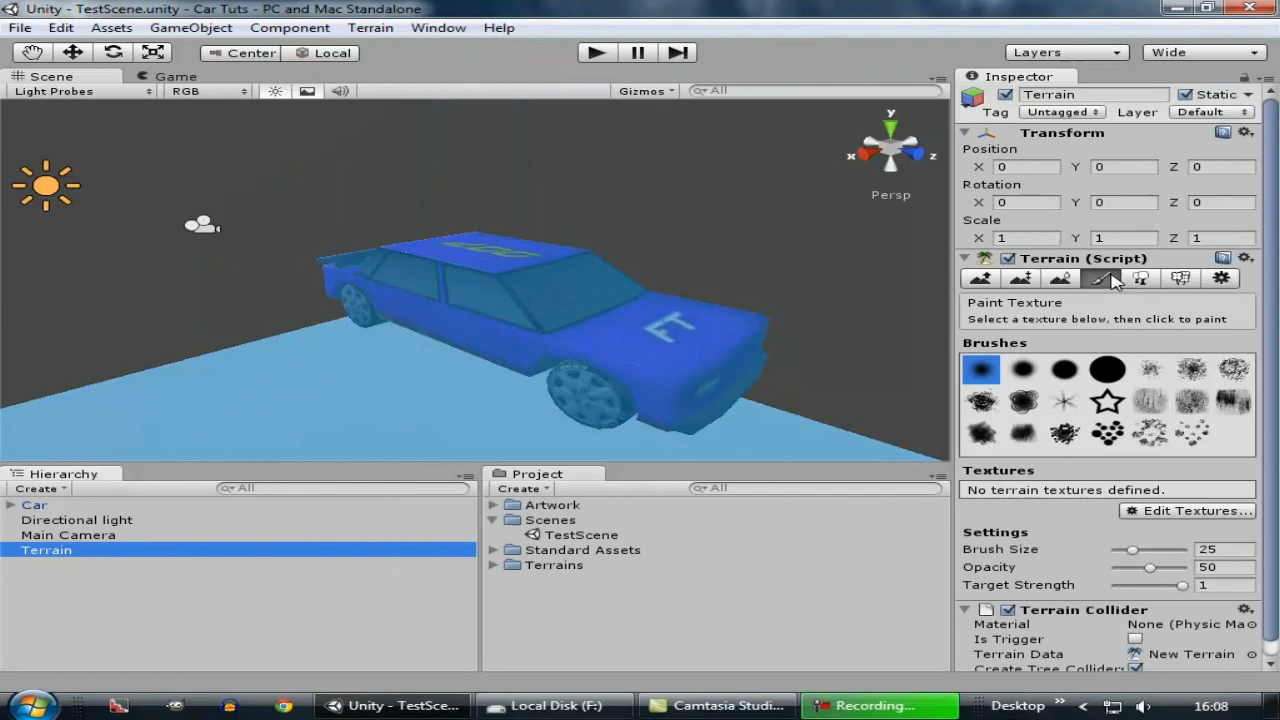 Unity - TestScene.unity - Car Tuts - PC and Mac Standalone
File Edit Assets GameObject Component Terrain Window Help
Center Local Layers Wide
Scene Game
Light Probes RGB Gizmos All
y
x z
Persp
400
FT
Inspector
Terrain Static
Tag Untagged Layer Default
Transform
Position
X 0 Y 0 Z 0
Rotation
X 0 Y 0 Z 0
Scale
X 1 Y 1 Z 1
Terrain (Script)
Paint Texture
Select a texture below, then click to paint
Brushes
Textures
No terrain textures defined.
Edit Textures...
Settings
Brush Size 25
Opacity 50
Target Strength 1
Terrain Collider
Material None (Physic Ma
Is Trigger
Terrain Data New Terrain
Create Tree Collider:
Hierarchy
Create All
Car
Directional light
Main Camera
Terrain
Project
Create All
Artwork
Scenes
TestScene
Standard Assets
Terrains
Unity - TestSce... Local Disk (F:) Camtasia Studi... Recording... Desktop 16:08